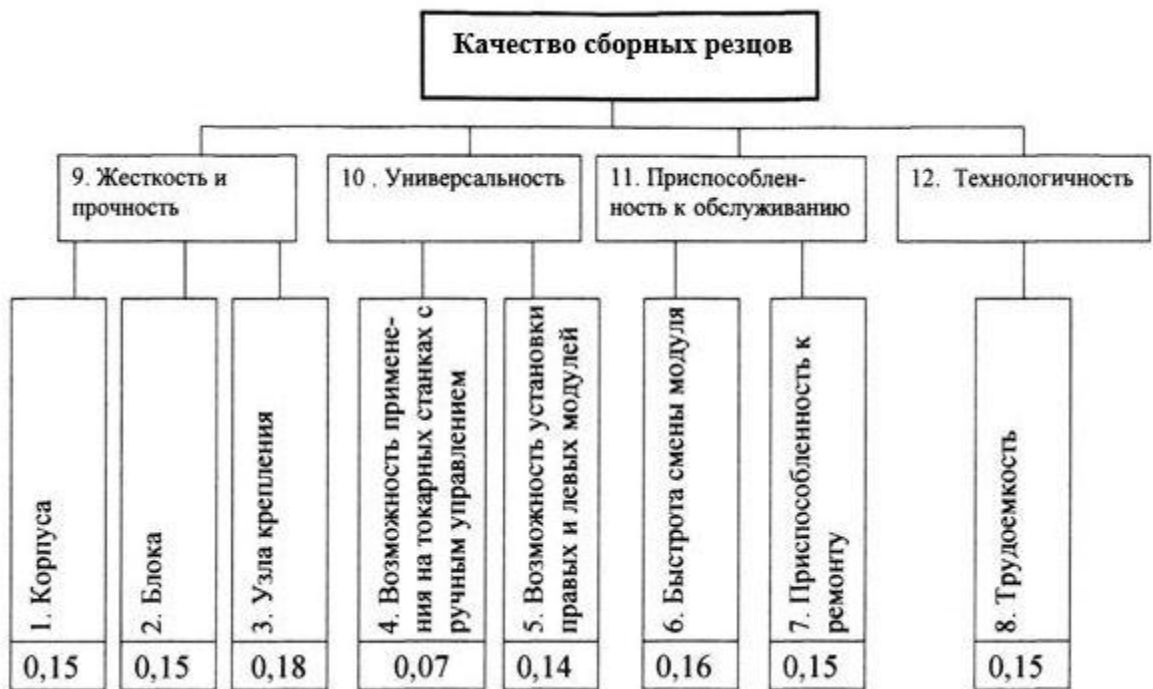 Качество сборных резцов
9. Жесткость и
прочность
10 . Универсальность
11. Приспособлен-
ность к обслуживанию
12. Технологичность
1. Корпуса
2. Блока
3. Узла крепления
4. Возможность примене-
ния на токарных станках с
ручным управлением
5. Возможность установки
правых и левых модулей
6. Быстрота смены модуля
7. Приспособленность к
ремонту
8. Трудоемкость
0,15
0,15
0,18
0,07
0,14
0,16
0,15
0,15